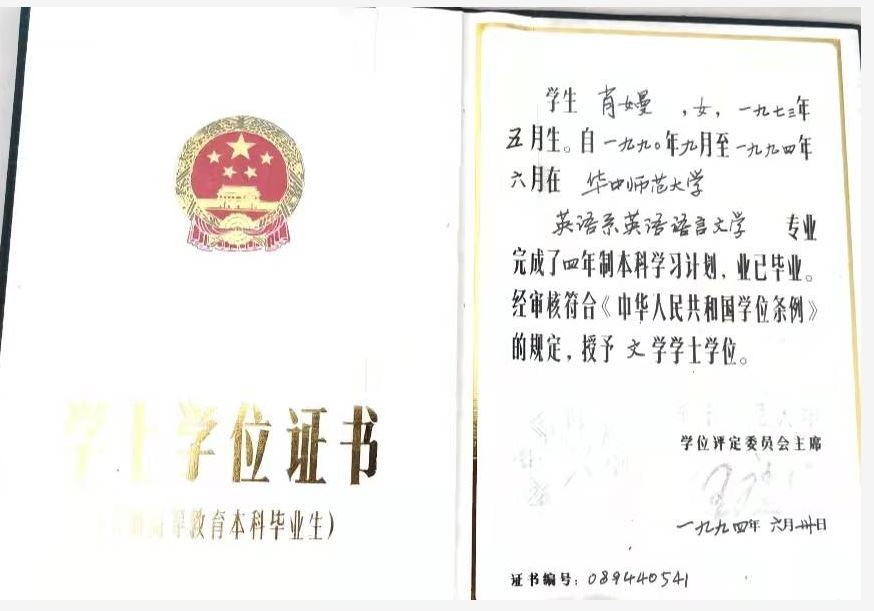 学士学位证书
等教育本科毕业生)
学生 肖嫚 ,女, 一九七三年
五月生。自一九九〇年九月至一九九四年
六月在 华中师范大学
英语系英语语言文学 专业
完成了四年制本科学习计划,业已毕业。
经审核符合《中华人民共和国学位条例》
的规定,授予 文 学学士学位。
学位评定委员会主席
一九九四年 六月卅日
证书编号: 089440541